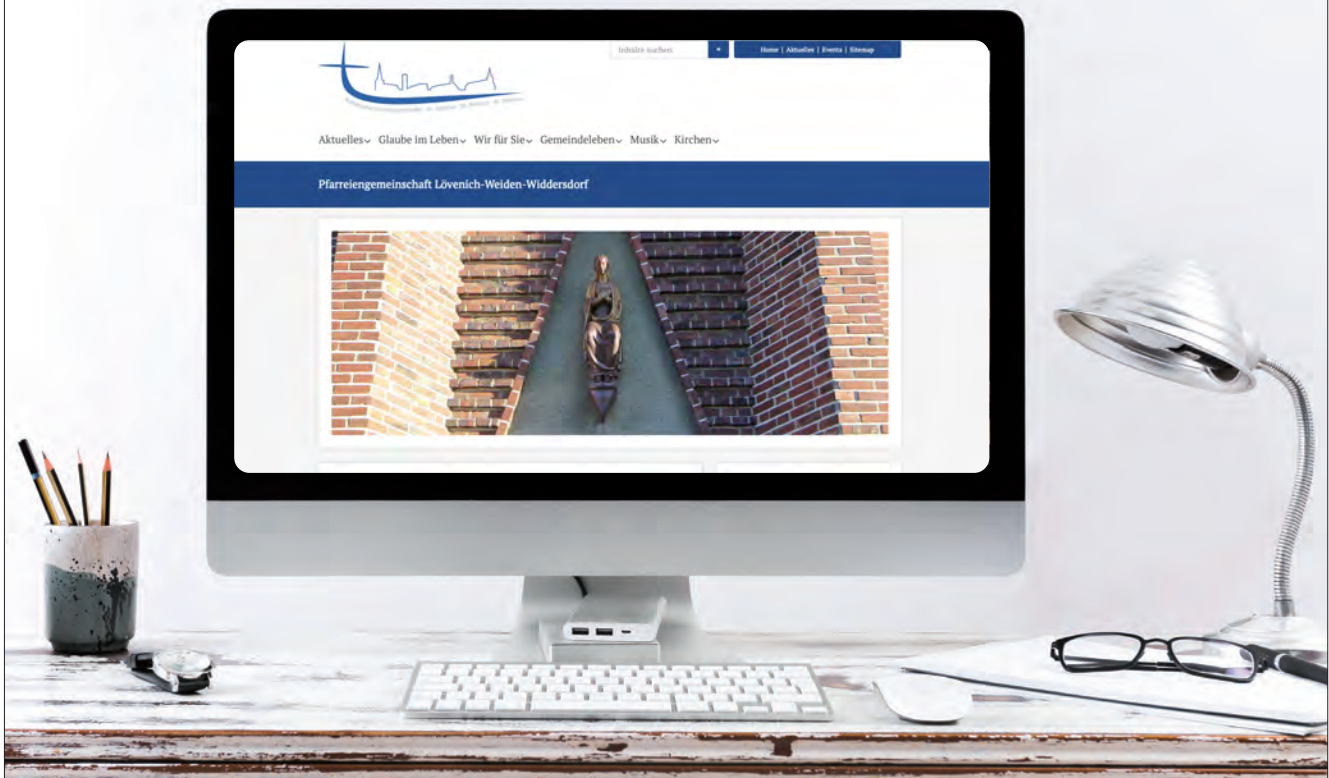 Inhalte suchen
Home | Aktuelles | Events | Sitemap
Aktuelles Glaube im Leben Wir für Sie Gemeindeleben Musik Kirchen
Pfarreiengemeinschaft Lövenich-Weiden-Widdersdorf